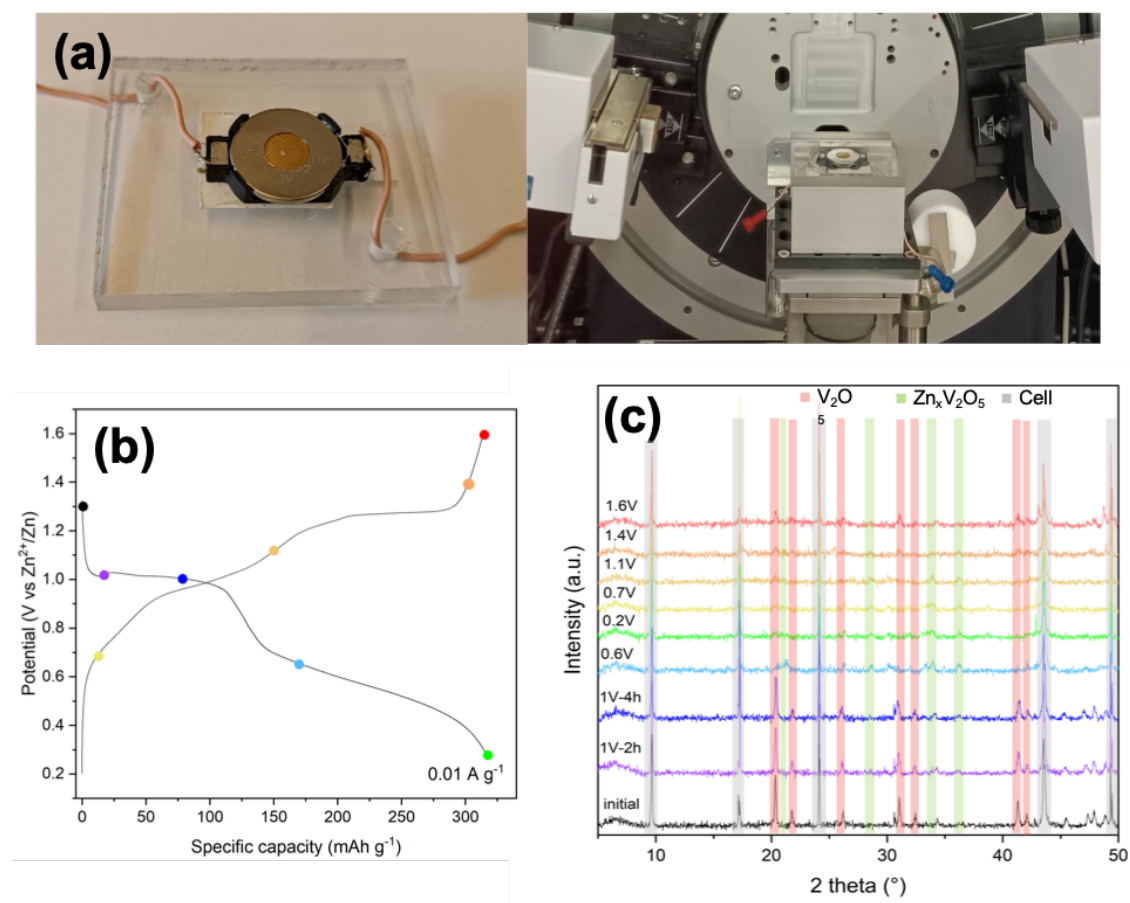 (a)
3V
(b)
Potential (V vs Zn²⁺/Zn)
1.6
1.4
1.2
1.0
0.8
0.6
0.4
0.2
0.01 A g⁻¹
0
50
100
150
200
250
300
Specific capacity (mAh g⁻¹)
(c)
V₂O
5
ZnₓV₂O₅
Cell
Intensity (a.u.)
1.6V
1.4V
1.1V
0.7V
0.2V
0.6V
1V-4h
1V-2h
initial
10
20
30
40
50
2 theta (°)